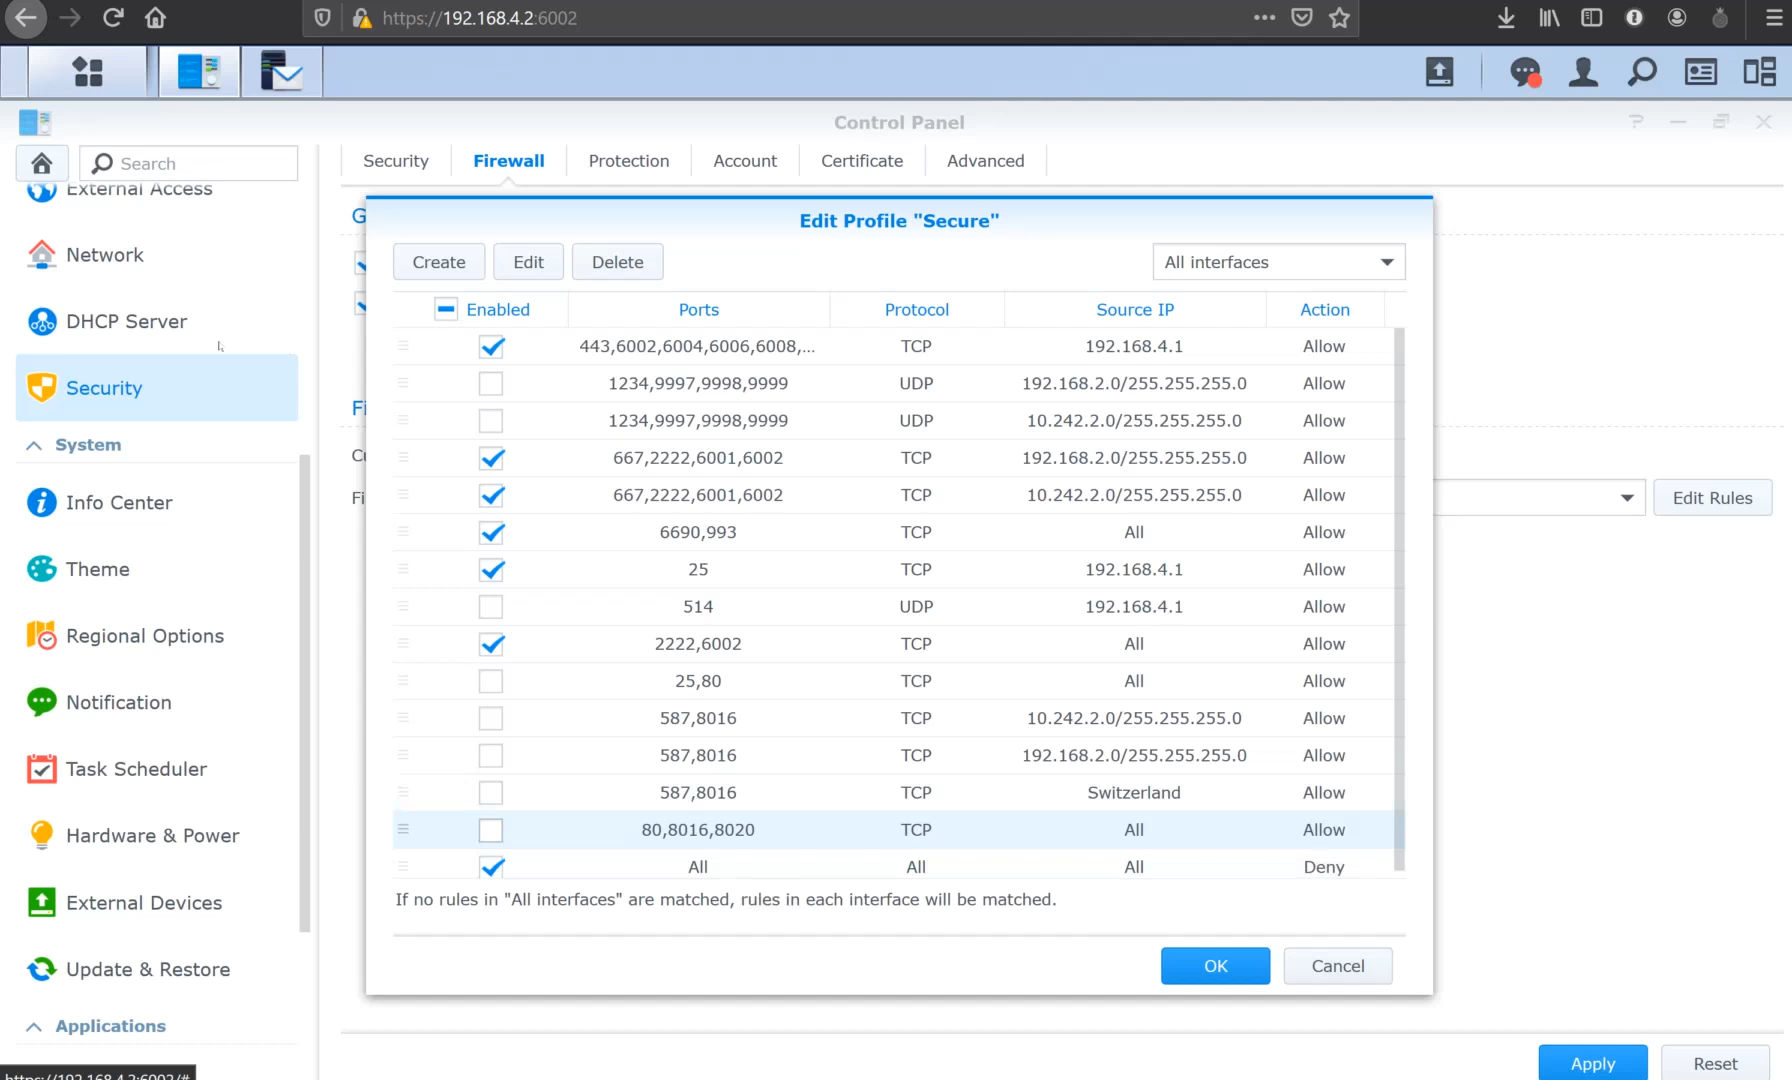 https://192.168.4.2:6002
Control Panel
Search
Security
Firewall
Protection
Account
Certificate
Advanced
External Access
Network
DHCP Server
Security
System
Info Center
Theme
Regional Options
Notification
Task Scheduler
Hardware & Power
External Devices
Update & Restore
Applications
Edit Profile "Secure"
Create
Edit
Delete
All interfaces
Enabled Ports Protocol Source IP Action
443,6002,6004,6006,6008,... TCP 192.168.4.1 Allow
1234,9997,9998,9999 UDP 192.168.2.0/255.255.255.0 Allow
1234,9997,9998,9999 UDP 10.242.2.0/255.255.255.0 Allow
667,2222,6001,6002 TCP 192.168.2.0/255.255.255.0 Allow
667,2222,6001,6002 TCP 10.242.2.0/255.255.255.0 Allow
6690,993 TCP All Allow
25 TCP 192.168.4.1 Allow
514 UDP 192.168.4.1 Allow
2222,6002 TCP All Allow
25,80 TCP All Allow
587,8016 TCP 10.242.2.0/255.255.255.0 Allow
587,8016 TCP 192.168.2.0/255.255.255.0 Allow
587,8016 TCP Switzerland Allow
80,8016,8020 TCP All Allow
All All All Deny
If no rules in "All interfaces" are matched, rules in each interface will be matched.
OK
Cancel
Edit Rules
Apply
Reset
https://192.168.4.2:6002/#